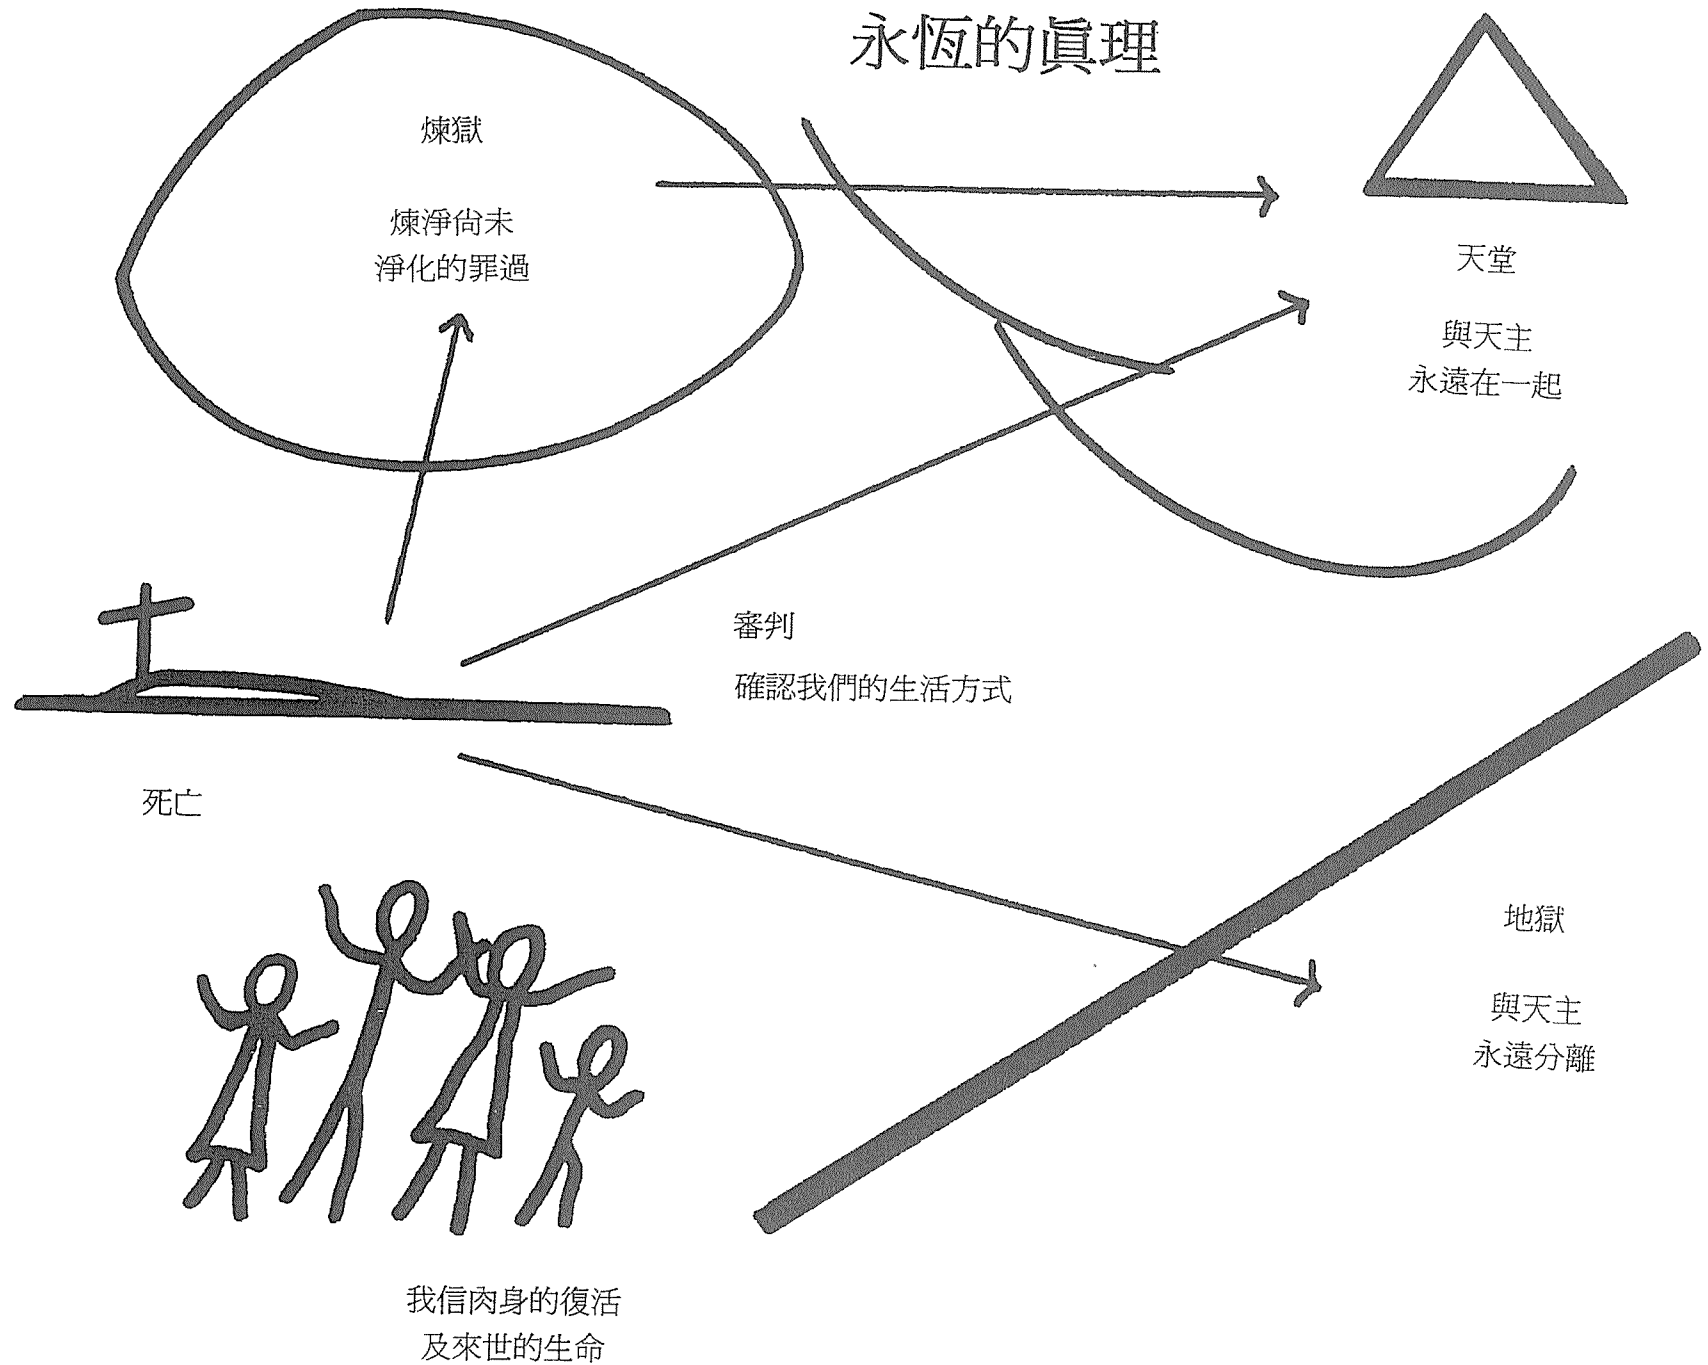 永恆的眞理
煉獄
煉淨尙未
淨化的罪過
天堂
與天主
永遠在一起
審判
確認我們的生活方式
死亡
地獄
與天主
永遠分離
我信肉身的復活
及來世的生命